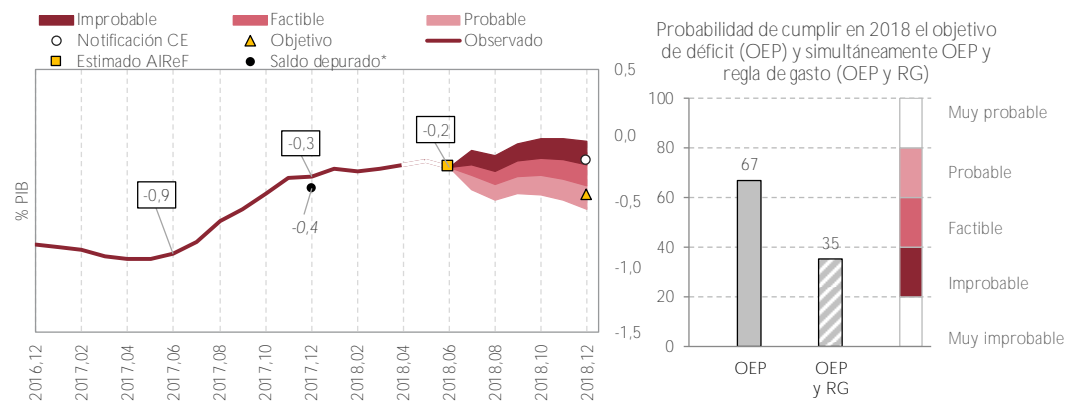 Improbable
Factible
Probable
Notificación CE
Objetivo
Observado
Estimado AIReF
Saldo depurado*
% PIB
0,5
0,0
-0,5
-1,0
-1,5
-0,9
-0,3
-0,4
-0,2
2016,12
2017,02
2017,04
2017,06
2017,08
2017,10
2017,12
2018,02
2018,04
2018,06
2018,08
2018,10
2018,12
Probabilidad de cumplir en 2018 el objetivo
de déficit (OEP) y simultáneamente OEP y
regla de gasto (OEP y RG)
100
80
60
40
20
0
67
35
OEP
OEP
y RG
Muy probable
Probable
Factible
Improbable
Muy improbable